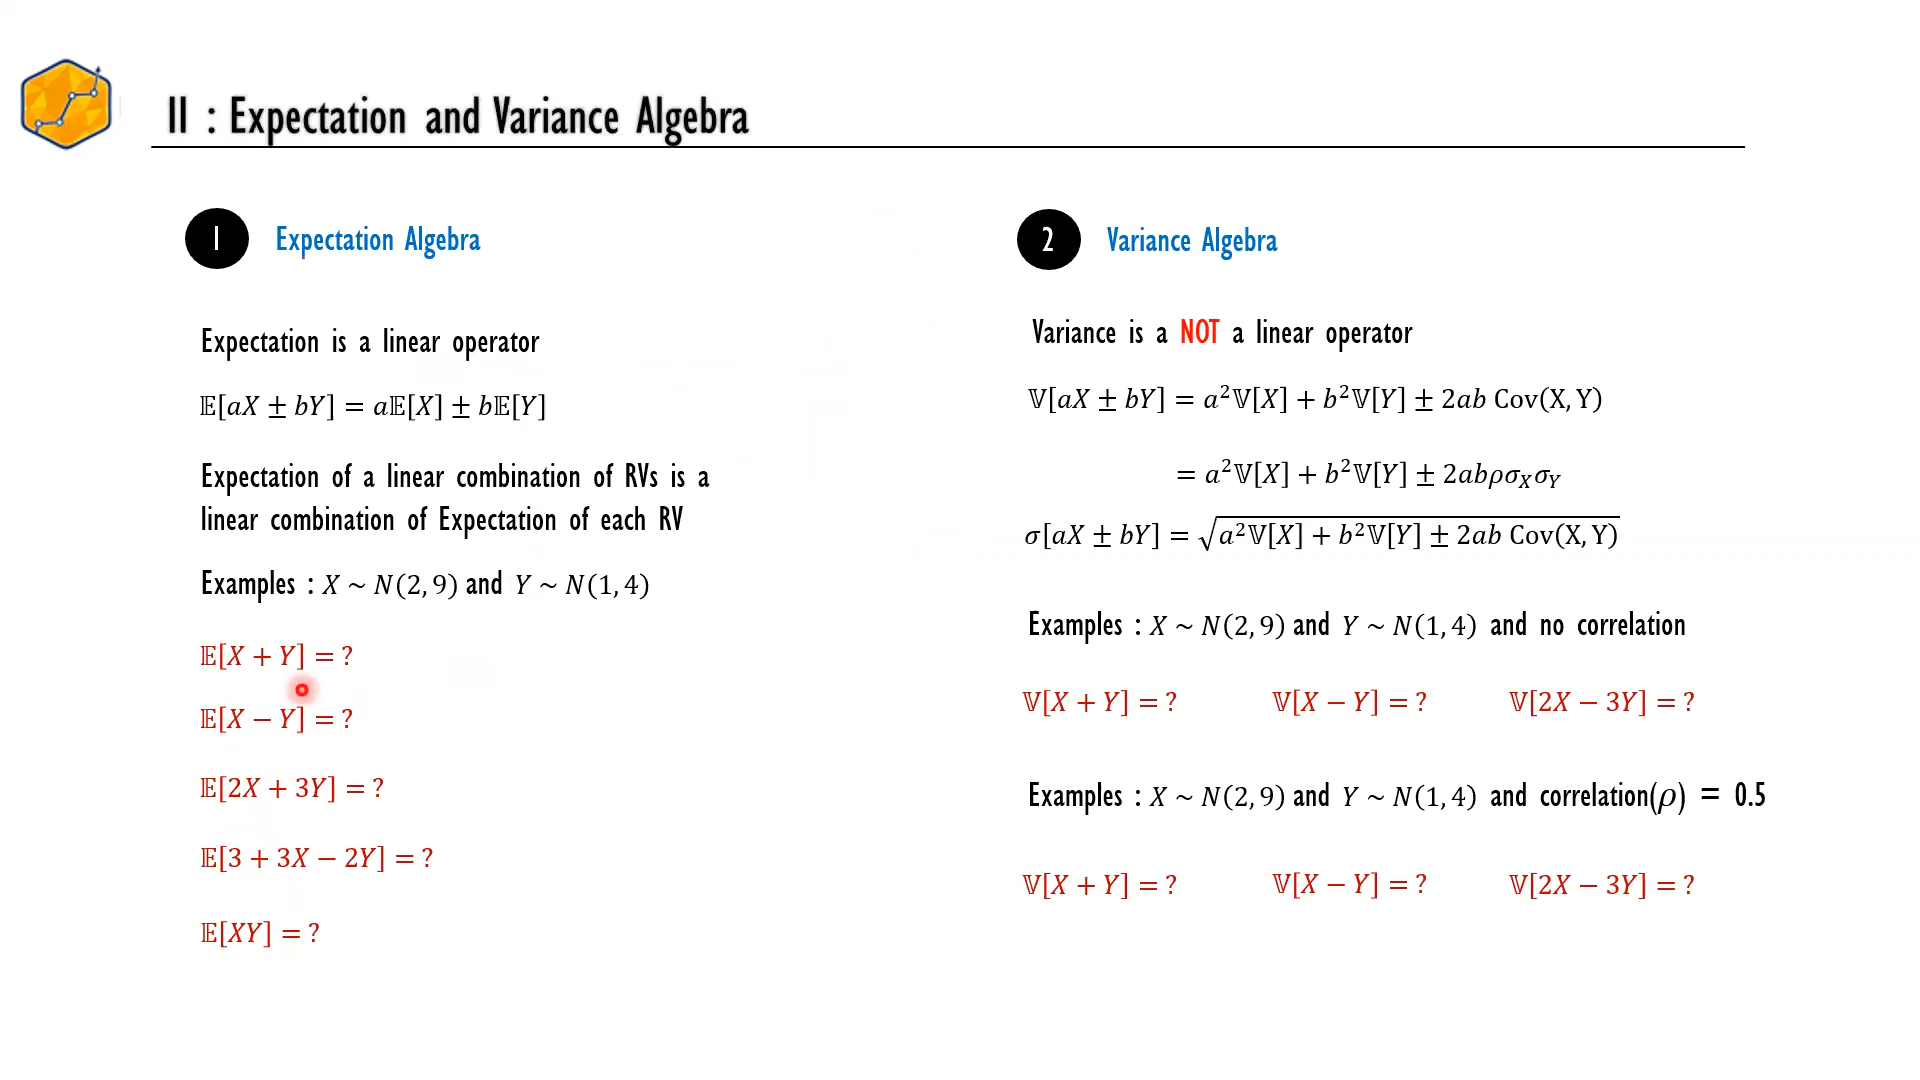 II : Expectation and Variance Algebra
1 Expectation Algebra
Expectation is a linear operator
𝔼[aX ± bY] = a𝔼[X] ± b𝔼[Y]
Expectation of a linear combination of RVs is a
linear combination of Expectation of each RV
Examples : X ~ N(2, 9) and Y ~ N(1, 4)
𝔼[X + Y] = ?
𝔼[X − Y] = ?
𝔼[2X + 3Y] = ?
𝔼[3 + 3X − 2Y] = ?
𝔼[XY] = ?
2 Variance Algebra
Variance is a NOT a linear operator
𝕍[aX ± bY] = a²𝕍[X] + b²𝕍[Y] ± 2ab Cov(X, Y)
= a²𝕍[X] + b²𝕍[Y] ± 2abρσ_Xσ_Y
σ[aX ± bY] = √(a²𝕍[X] + b²𝕍[Y] ± 2ab Cov(X, Y))
Examples : X ~ N(2, 9) and Y ~ N(1, 4) and no correlation
𝕍[X + Y] = ? 𝕍[X − Y] = ? 𝕍[2X − 3Y] = ?
Examples : X ~ N(2, 9) and Y ~ N(1, 4) and correlation(ρ) = 0.5
𝕍[X + Y] = ? 𝕍[X − Y] = ? 𝕍[2X − 3Y] = ?